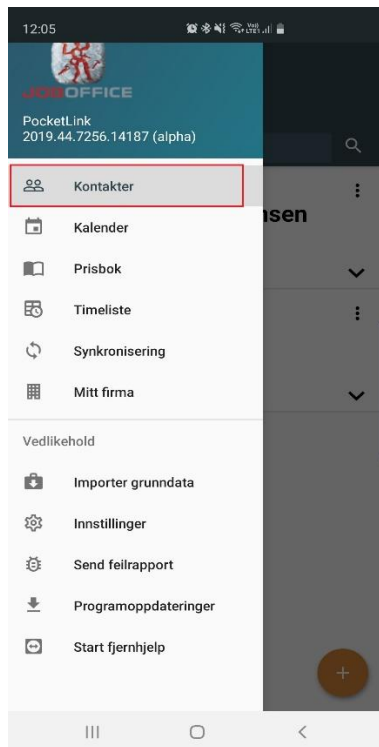 12:05
JOBOFFICE
PocketLink
2019.44.7256.14187 (alpha)
Kontakter
nsen
Kalender
Prisbok
Timeliste
Synkronisering
Mitt firma
Vedlikehold
Importer grunndata
Innstillinger
Send feilrapport
Programoppdateringer
Start fjernhjelp